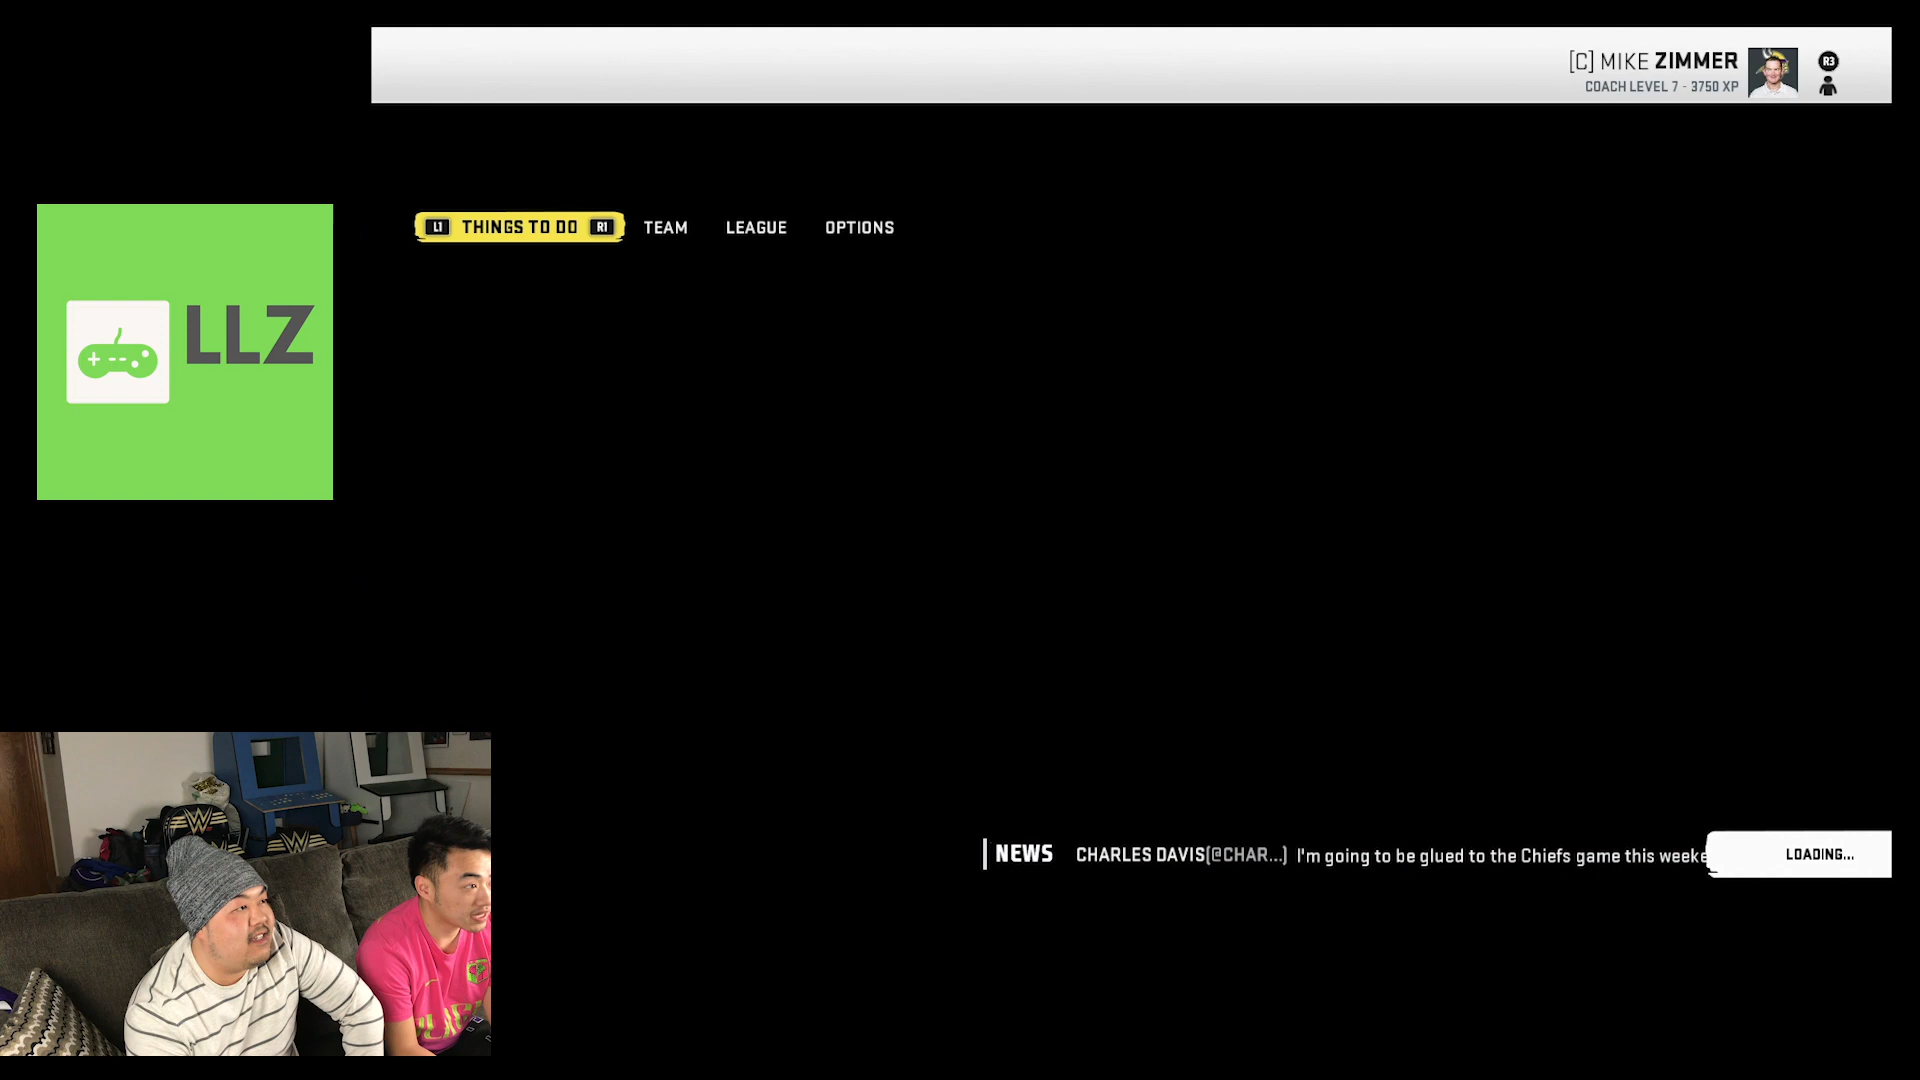 [C] MIKE ZIMMER
COACH LEVEL 7 - 3750 XP
R3
L1 THINGS TO DO R1 TEAM LEAGUE OPTIONS
LLZ
NEWS CHARLES DAVIS(@CHAR...) I'm going to be glued to the Chiefs game this weeke
LOADING...
W
W